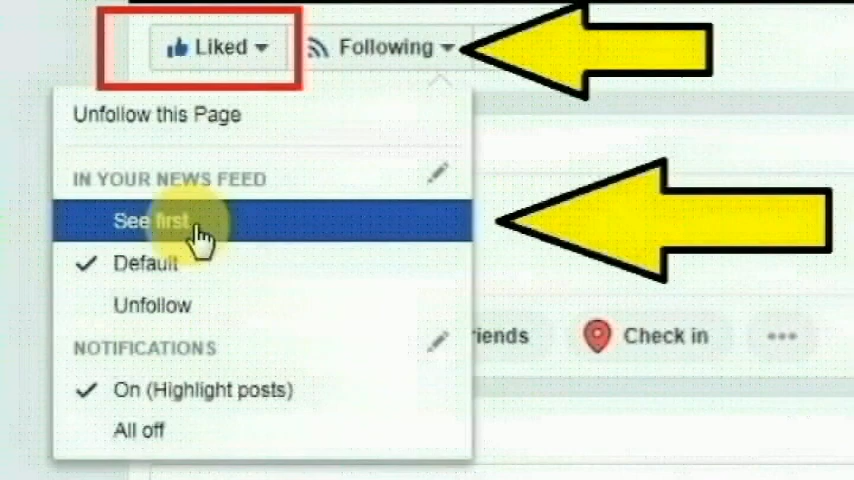 Liked
Following
Unfollow this Page
IN YOUR NEWS FEED
See first
Default
Unfollow
riends
Check in
NOTIFICATIONS
On (Highlight posts)
All off